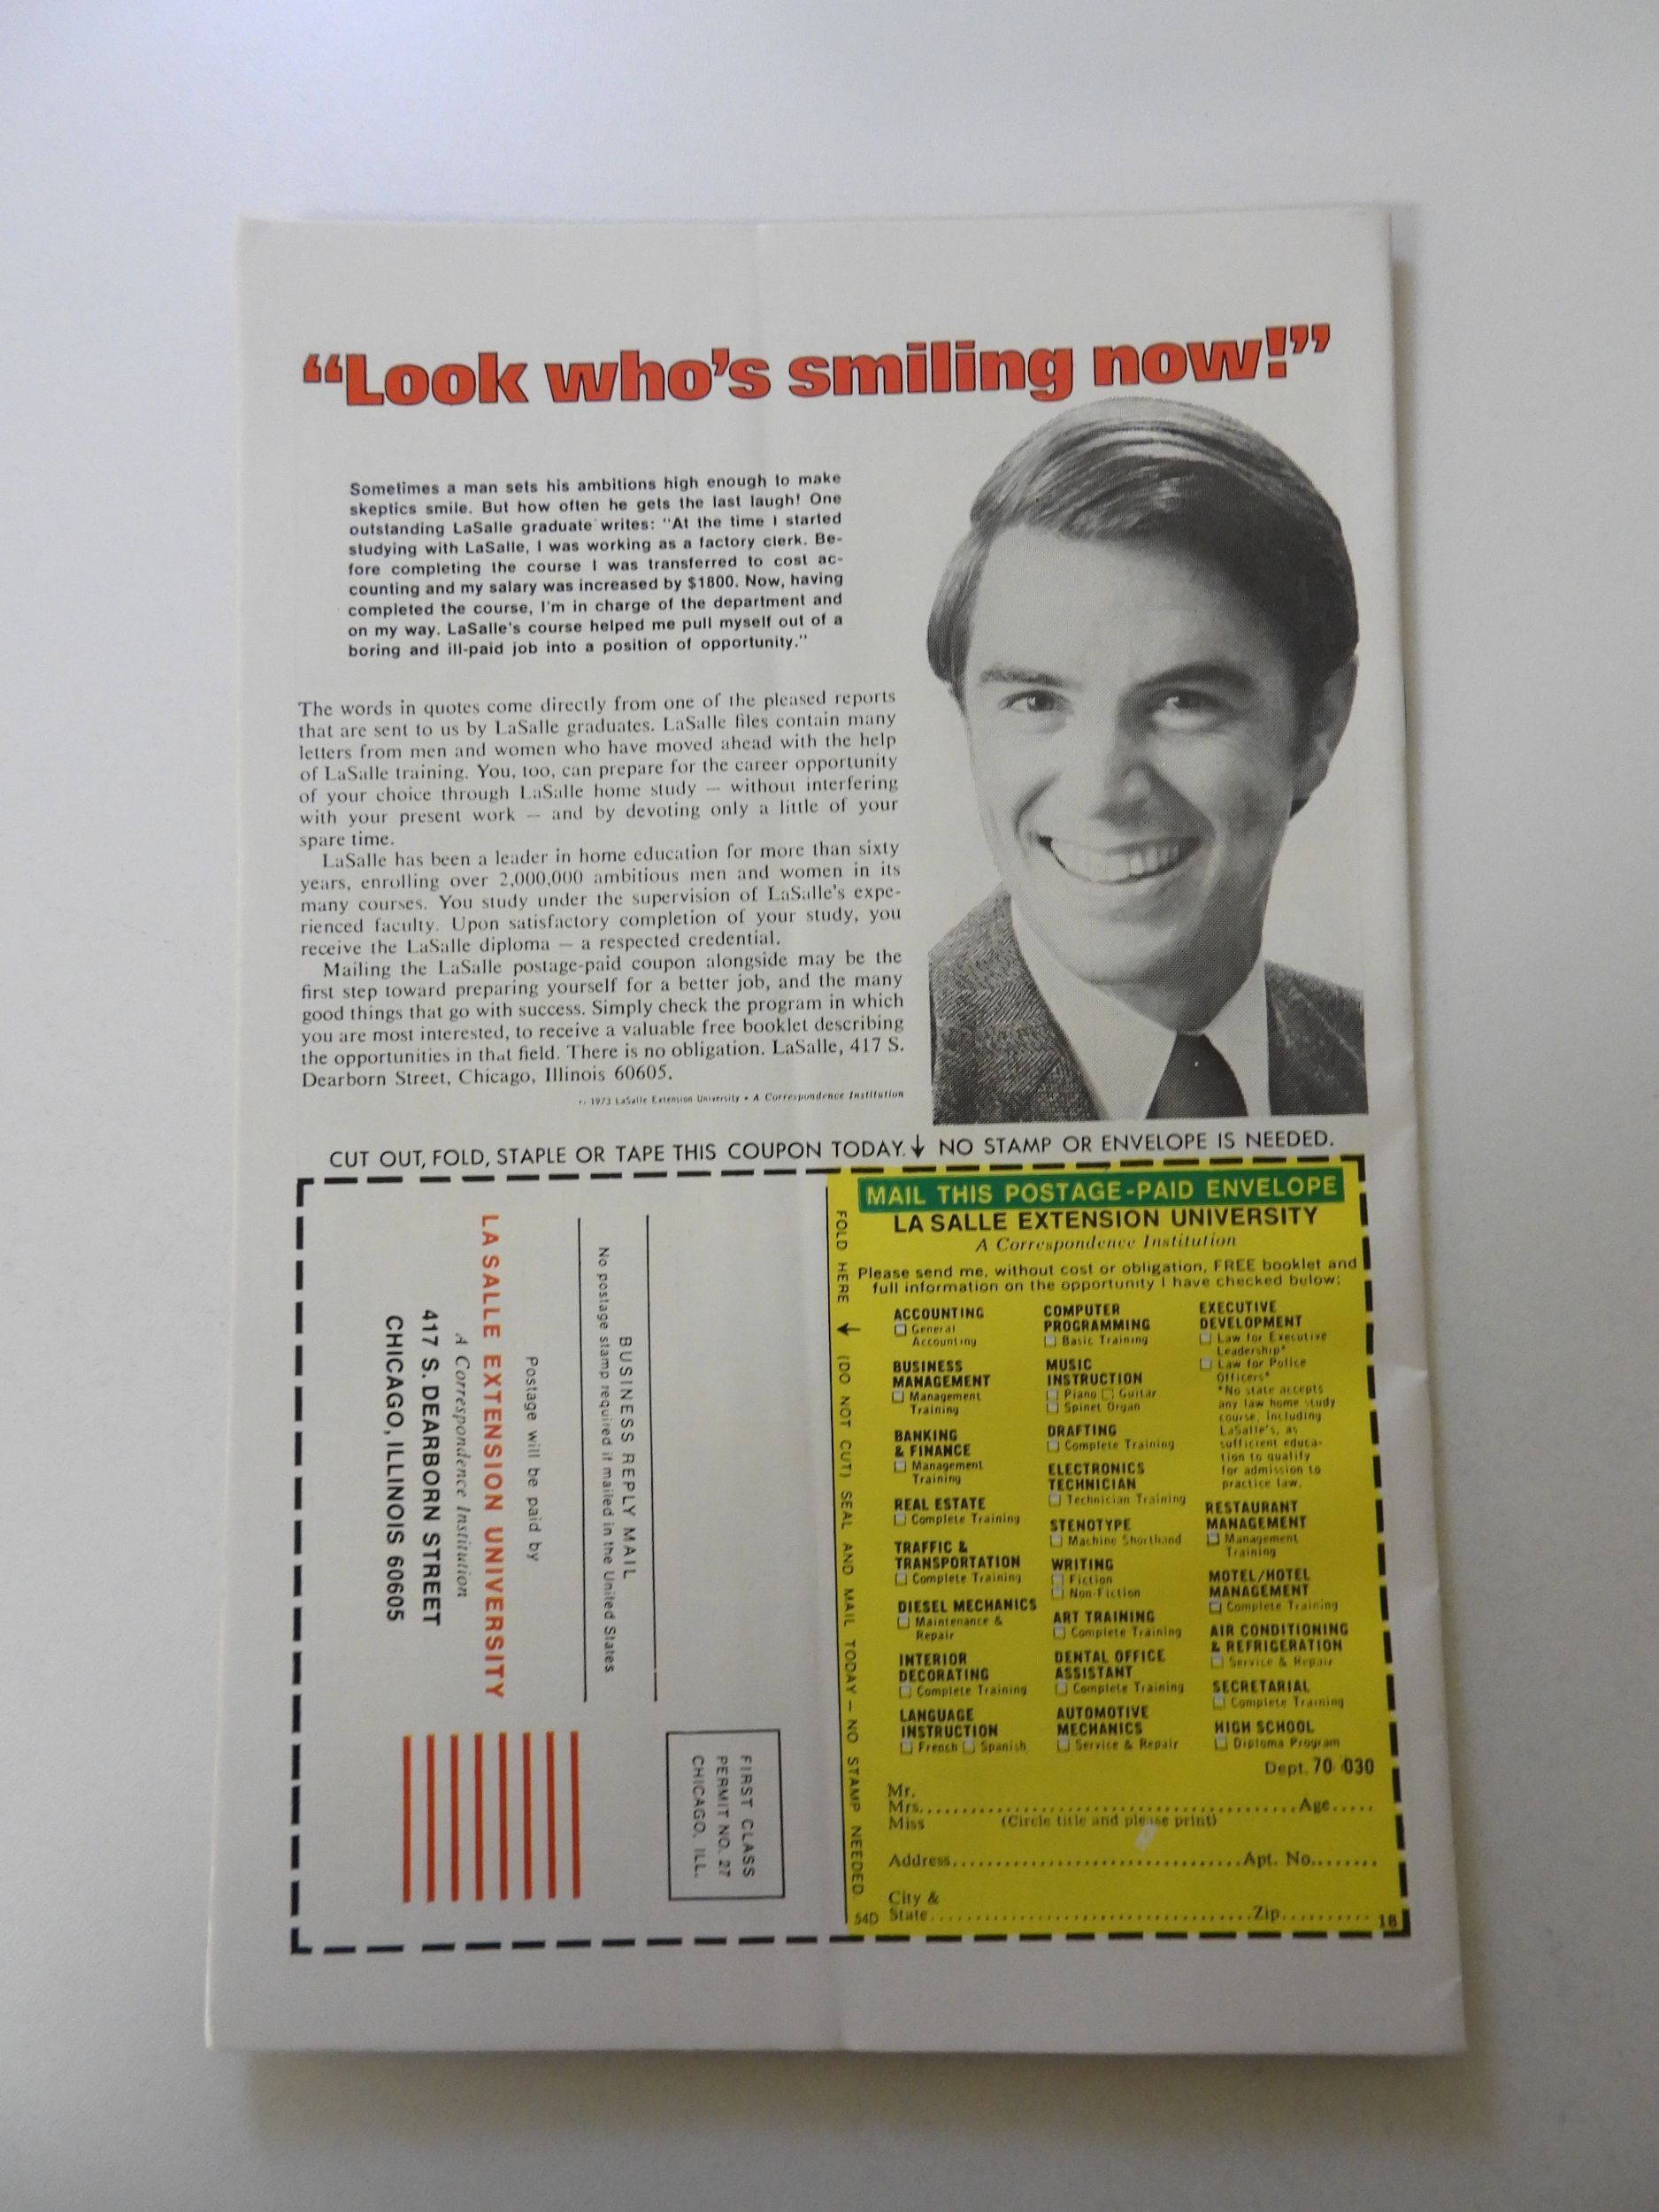 “Look who's smiling now!”
Sometimes a man sets his ambitions high enough to make
skeptics smile. But how often he gets the last laugh! One
outstanding LaSalle graduate writes: "At the time I started
studying with LaSalle, I was working as a factory clerk. Be-
fore completing the course I was transferred to cost ac-
counting and my salary was increased by $1800. Now, having
completed the course, I'm in charge of the department and
on my way. LaSalle's course helped me pull myself out of a
boring and ill-paid job into a position of opportunity."
The words in quotes come directly from one of the pleased reports
that are sent to us by LaSalle graduates. LaSalle files contain many
letters from men and women who have moved ahead with the help
of LaSalle training. You, too, can prepare for the career opportunity
of your choice through LaSalle home study — without interfering
with your present work — and by devoting only a little of your
spare time.
LaSalle has been a leader in home education for more than sixty
years, enrolling over 2,000,000 ambitious men and women in its
many courses. You study under the supervision of LaSalle's expe-
rienced faculty. Upon satisfactory completion of your study, you
receive the LaSalle diploma — a respected credential.
Mailing the LaSalle postage-paid coupon alongside may be the
first step toward preparing yourself for a better job, and the many
good things that go with success. Simply check the program in which
you are most interested, to receive a valuable free booklet describing
the opportunities in that field. There is no obligation. LaSalle, 417 S.
Dearborn Street, Chicago, Illinois 60605.
© 1973 LaSalle Extension University • A Correspondence Institution
CUT OUT, FOLD, STAPLE OR TAPE THIS COUPON TODAY. ↓ NO STAMP OR ENVELOPE IS NEEDED.
FIRST CLASS
PERMIT NO. 27
CHICAGO, ILL.
BUSINESS REPLY MAIL
No postage stamp required if mailed in the United States
Postage will be paid by
LA SALLE EXTENSION UNIVERSITY
A Correspondence Institution
417 S. DEARBORN STREET
CHICAGO, ILLINOIS 60605
FOLD HERE ↓ (DO NOT CUT) SEAL AND MAIL TODAY — NO STAMP NEEDED
MAIL THIS POSTAGE-PAID ENVELOPE
LA SALLE EXTENSION UNIVERSITY
A Correspondence Institution
Please send me, without cost or obligation, FREE booklet and
full information on the opportunity I have checked below:
ACCOUNTING
General
Accounting
BUSINESS
MANAGEMENT
Management
Training
BANKING
& FINANCE
Management
Training
REAL ESTATE
Complete Training
TRAFFIC &
TRANSPORTATION
Complete Training
DIESEL MECHANICS
Maintenance &
Repair
INTERIOR
DECORATING
Complete Training
LANGUAGE
INSTRUCTION
French Spanish
COMPUTER
PROGRAMMING
Basic Training
MUSIC
INSTRUCTION
Piano Guitar
Spinet Organ
DRAFTING
Complete Training
ELECTRONICS
TECHNICIAN
Technician Training
STENOTYPE
Machine Shorthand
WRITING
Fiction
Non-Fiction
ART TRAINING
Complete Training
DENTAL OFFICE
ASSISTANT
Complete Training
AUTOMOTIVE
MECHANICS
Service & Repair
EXECUTIVE
DEVELOPMENT
Law for Executive
Leadership*
Law for Police
Officers*
*No state accepts
any law home study
course, including
LaSalle's, as
sufficient educa-
tion to qualify
for admission to
practice law.
RESTAURANT
MANAGEMENT
Management
Training
MOTEL/HOTEL
MANAGEMENT
Complete Training
AIR CONDITIONING
& REFRIGERATION
Service & Repair
SECRETARIAL
Complete Training
HIGH SCHOOL
Diploma Program
Dept. 70-030
Mr.
Mrs. Age
Miss (Circle title and please print)
Address Apt. No.
City &
State Zip
54D 18